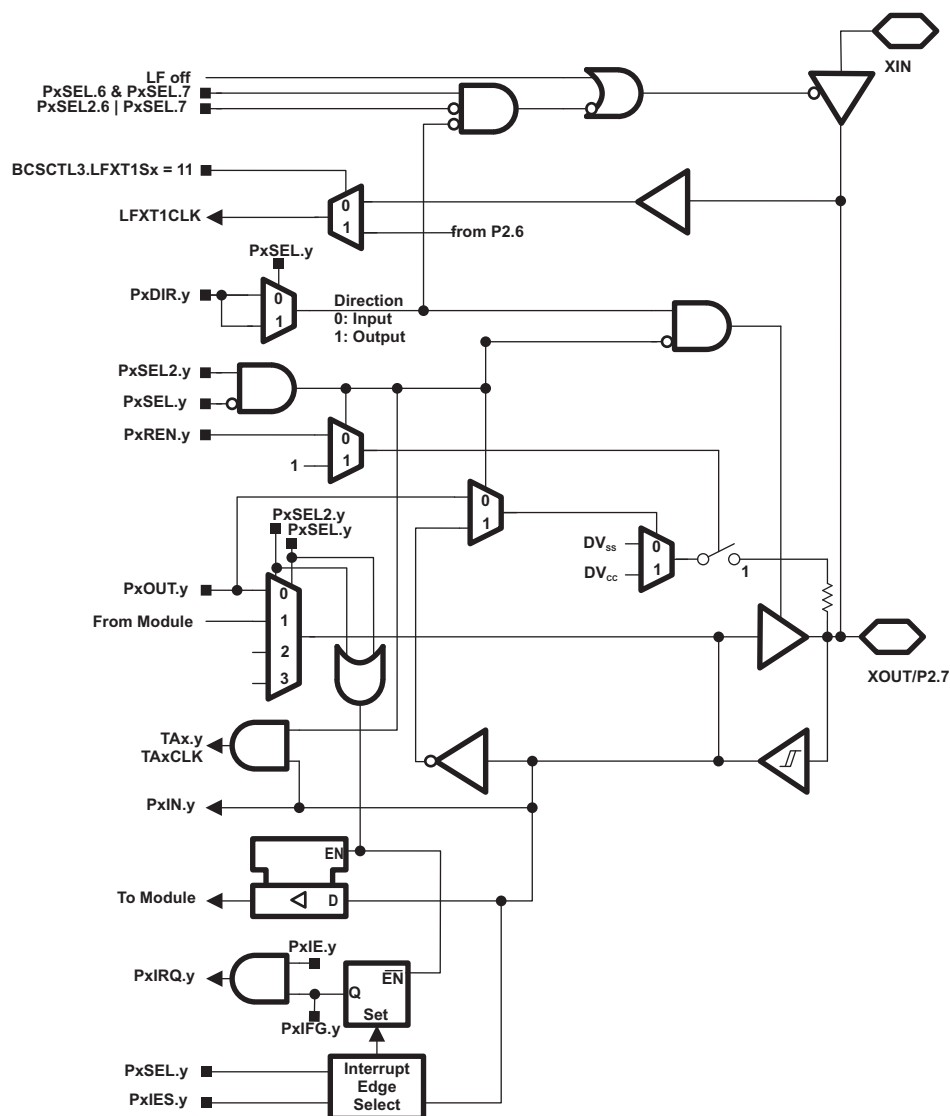 XIN
LF off
PxSEL.6 & PxSEL.7
PxSEL2.6 | PxSEL.7
BCSCTL3.LFXT1Sx = 11
LFXT1CLK
0
1
from P2.6
PxSEL.y
PxDIR.y
0
1
Direction
0: Input
1: Output
PxSEL2.y
PxSEL.y
PxREN.y
0
1
1
0
1
PxSEL2.y
PxSEL.y
DVSS
DVCC
0
1
1
PxOUT.y
From Module
0
1
2
3
XOUT/P2.7
TAx.y
TAxCLK
PxIN.y
EN
To Module
D
PxIE.y
PxIRQ.y
EN
Q
Set
PxIFG.y
PxSEL.y
PxIES.y
Interrupt
Edge
Select